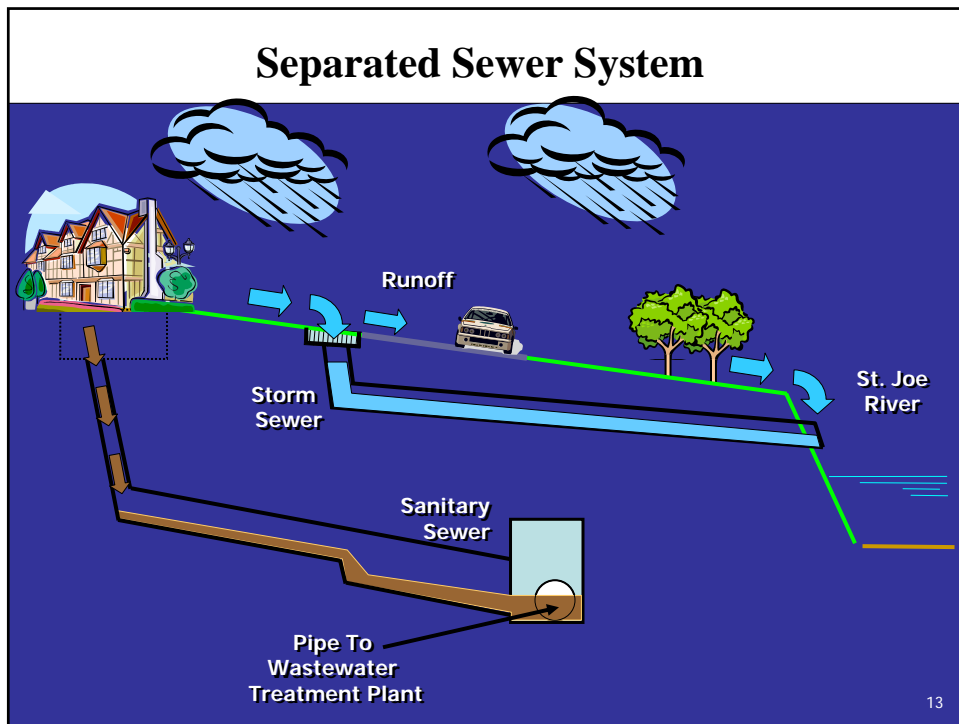 Separated Sewer System
Runoff
Storm
Sewer
St. Joe
River
Sanitary
Sewer
Pipe To
Wastewater
Treatment Plant
13